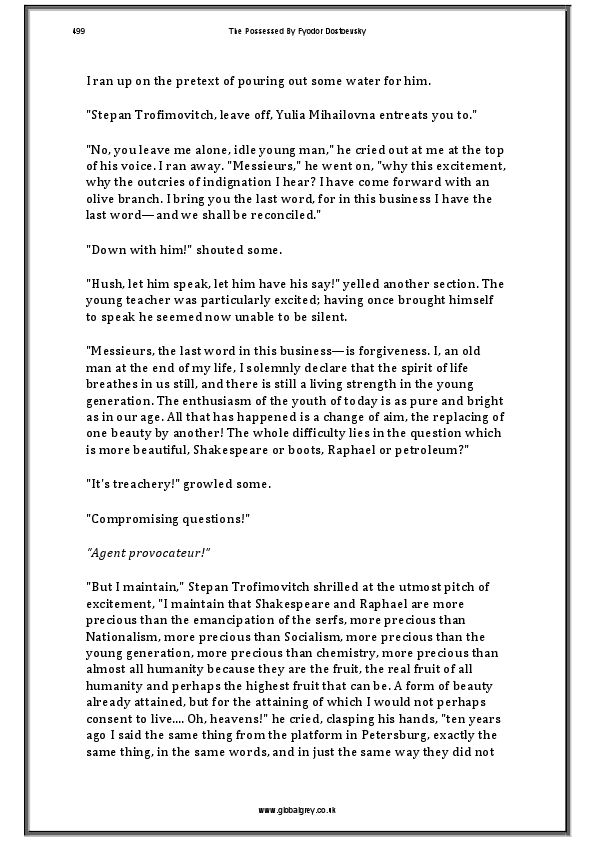 499
The Possessed By Fyodor Dostoevsky
I ran up on the pretext of pouring out some water for him.
"Stepan Trofimovitch, leave off, Yulia Mihailovna entreats you to."
"No, you leave me alone, idle young man," he cried out at me at the top
of his voice. I ran away. "Messieurs," he went on, "why this excitement,
why the outcries of indignation I hear? I have come forward with an
olive branch. I bring you the last word, for in this business I have the
last word—and we shall be reconciled."
"Down with him!" shouted some.
"Hush, let him speak, let him have his say!" yelled another section. The
young teacher was particularly excited; having once brought himself
to speak he seemed now unable to be silent.
"Messieurs, the last word in this business—is forgiveness. I, an old
man at the end of my life, I solemnly declare that the spirit of life
breathes in us still, and there is still a living strength in the young
generation. The enthusiasm of the youth of today is as pure and bright
as in our age. All that has happened is a change of aim, the replacing of
one beauty by another! The whole difficulty lies in the question which
is more beautiful, Shakespeare or boots, Raphael or petroleum?"
"It's treachery!" growled some.
"Compromising questions!"
"Agent provocateur!"
"But I maintain," Stepan Trofimovitch shrilled at the utmost pitch of
excitement, "I maintain that Shakespeare and Raphael are more
precious than the emancipation of the serfs, more precious than
Nationalism, more precious than Socialism, more precious than the
young generation, more precious than chemistry, more precious than
almost all humanity because they are the fruit, the real fruit of all
humanity and perhaps the highest fruit that can be. A form of beauty
already attained, but for the attaining of which I would not perhaps
consent to live.... Oh, heavens!" he cried, clasping his hands, "ten years
ago I said the same thing from the platform in Petersburg, exactly the
same thing, in the same words, and in just the same way they did not
www.globalgrey.co.uk